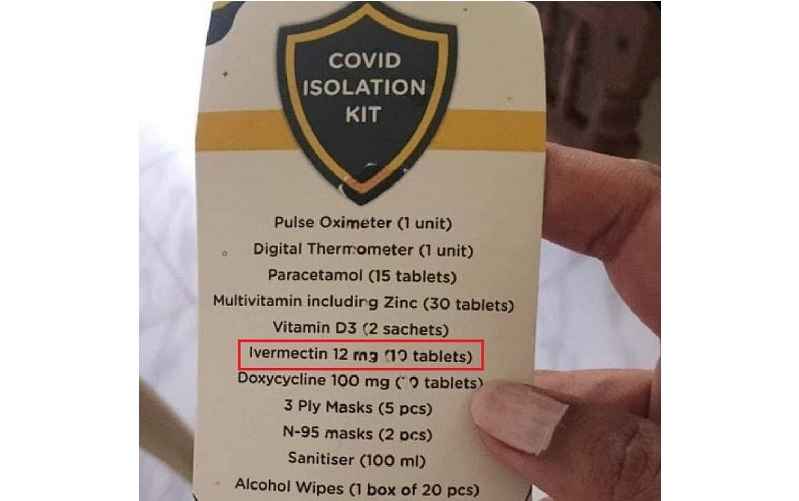 COVID
ISOLATION
KIT
Pulse Oximeter (1 unit)
Digital Thermometer (1 unit)
Paracetamol (15 tablets)
Multivitamin including Zinc (30 tablets)
Vitamin D3 (2 sachets)
Ivermectin 12 mg (10 tablets)
Doxycycline 100 mg (10 tablets)
3 Ply Masks (5 pcs)
N-95 masks (2 pcs)
Sanitiser (100 ml)
Alcohol Wipes (1 box of 20 pcs)